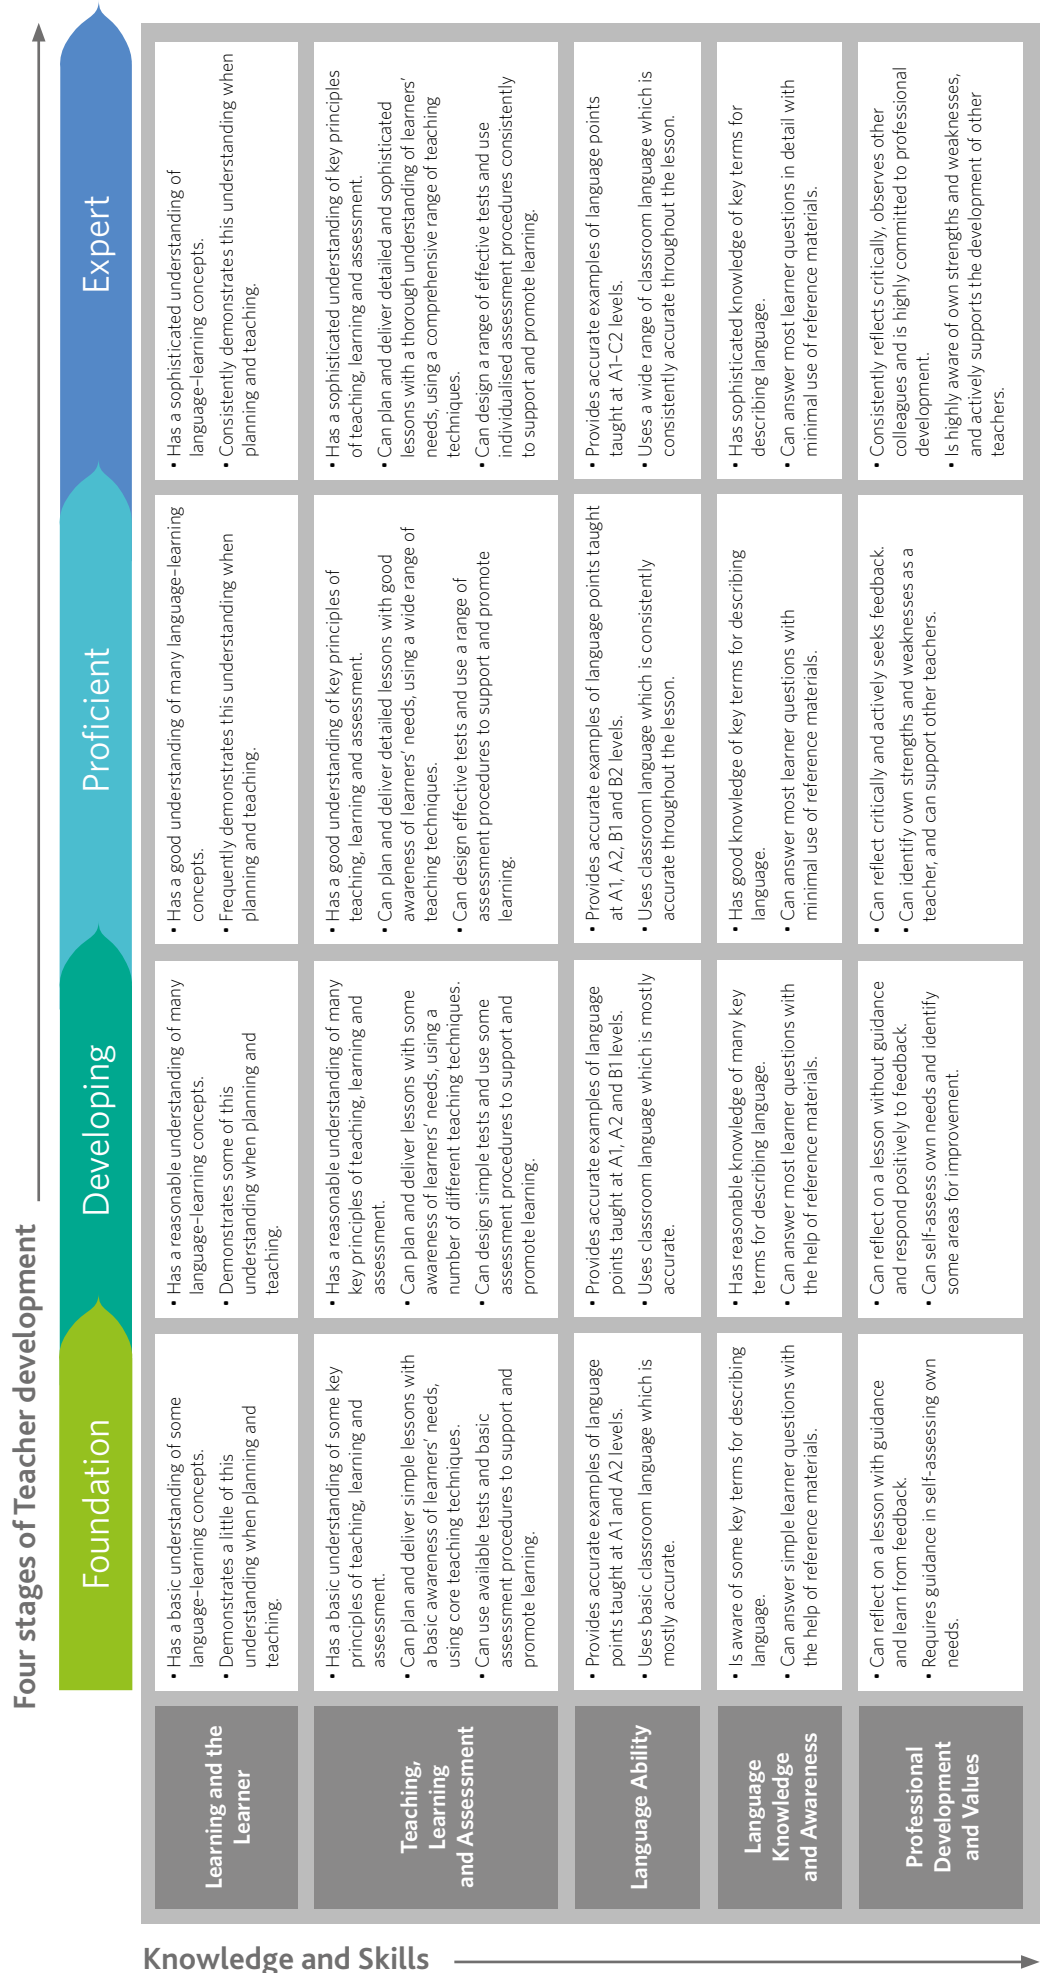 Four stages of Teacher development
Foundation
Developing
Proficient
Expert
Learning and the
Learner
• Has a basic understanding of some
language-learning concepts.
• Demonstrates a little of this
understanding when planning and
teaching.
• Has a reasonable understanding of many
language-learning concepts.
• Demonstrates some of this
understanding when planning and
teaching.
• Has a good understanding of many language-learning
concepts.
• Frequently demonstrates this understanding when
planning and teaching.
• Has a sophisticated understanding of
language-learning concepts.
• Consistently demonstrates this understanding when
planning and teaching.
Teaching,
Learning
and Assessment
• Has a basic understanding of some key
principles of teaching, learning and
assessment.
• Can plan and deliver simple lessons with
a basic awareness of learners' needs,
using core teaching techniques.
• Can use available tests and basic
assessment procedures to support and
promote learning.
• Has a reasonable understanding of many
key principles of teaching, learning and
assessment.
• Can plan and deliver lessons with some
awareness of learners' needs, using a
number of different teaching techniques.
• Can design simple tests and use some
assessment procedures to support and
promote learning.
• Has a good understanding of key principles of
teaching, learning and assessment.
• Can plan and deliver detailed lessons with good
awareness of learners' needs, using a wide range of
teaching techniques.
• Can design effective tests and use a range of
assessment procedures to support and promote
learning.
• Has a sophisticated understanding of key principles
of teaching, learning and assessment.
• Can plan and deliver detailed and sophisticated
lessons with a thorough understanding of learners'
needs, using a comprehensive range of teaching
techniques.
• Can design a range of effective tests and use
individualised assessment procedures consistently
to support and promote learning.
Language Ability
• Provides accurate examples of language
points taught at A1 and A2 levels.
• Uses basic classroom language which is
mostly accurate.
• Provides accurate examples of language
points taught at A1, A2 and B1 levels.
• Uses classroom language which is mostly
accurate.
• Provides accurate examples of language points taught
at A1, A2, B1 and B2 levels.
• Uses classroom language which is consistently
accurate throughout the lesson.
• Provides accurate examples of language points
taught at A1–C2 levels.
• Uses a wide range of classroom language which is
consistently accurate throughout the lesson.
Language
Knowledge
and Awareness
• Is aware of some key terms for describing
language.
• Can answer simple learner questions with
the help of reference materials.
• Has reasonable knowledge of many key
terms for describing language.
• Can answer most learner questions with
the help of reference materials.
• Has good knowledge of key terms for describing
language.
• Can answer most learner questions with
minimal use of reference materials.
• Has sophisticated knowledge of key terms for
describing language.
• Can answer most learner questions in detail with
minimal use of reference materials.
Professional
Development
and Values
• Can reflect on a lesson with guidance
and learn from feedback.
• Requires guidance in self-assessing own
needs.
• Can reflect on a lesson without guidance
and respond positively to feedback.
• Can self-assess own needs and identify
some areas for improvement.
• Can reflect critically and actively seeks feedback.
• Can identify own strengths and weaknesses as a
teacher, and can support other teachers.
• Consistently reflects critically, observes other
colleagues and is highly committed to professional
development.
• Is highly aware of own strengths and weaknesses,
and actively supports the development of other
teachers.
Knowledge and Skills